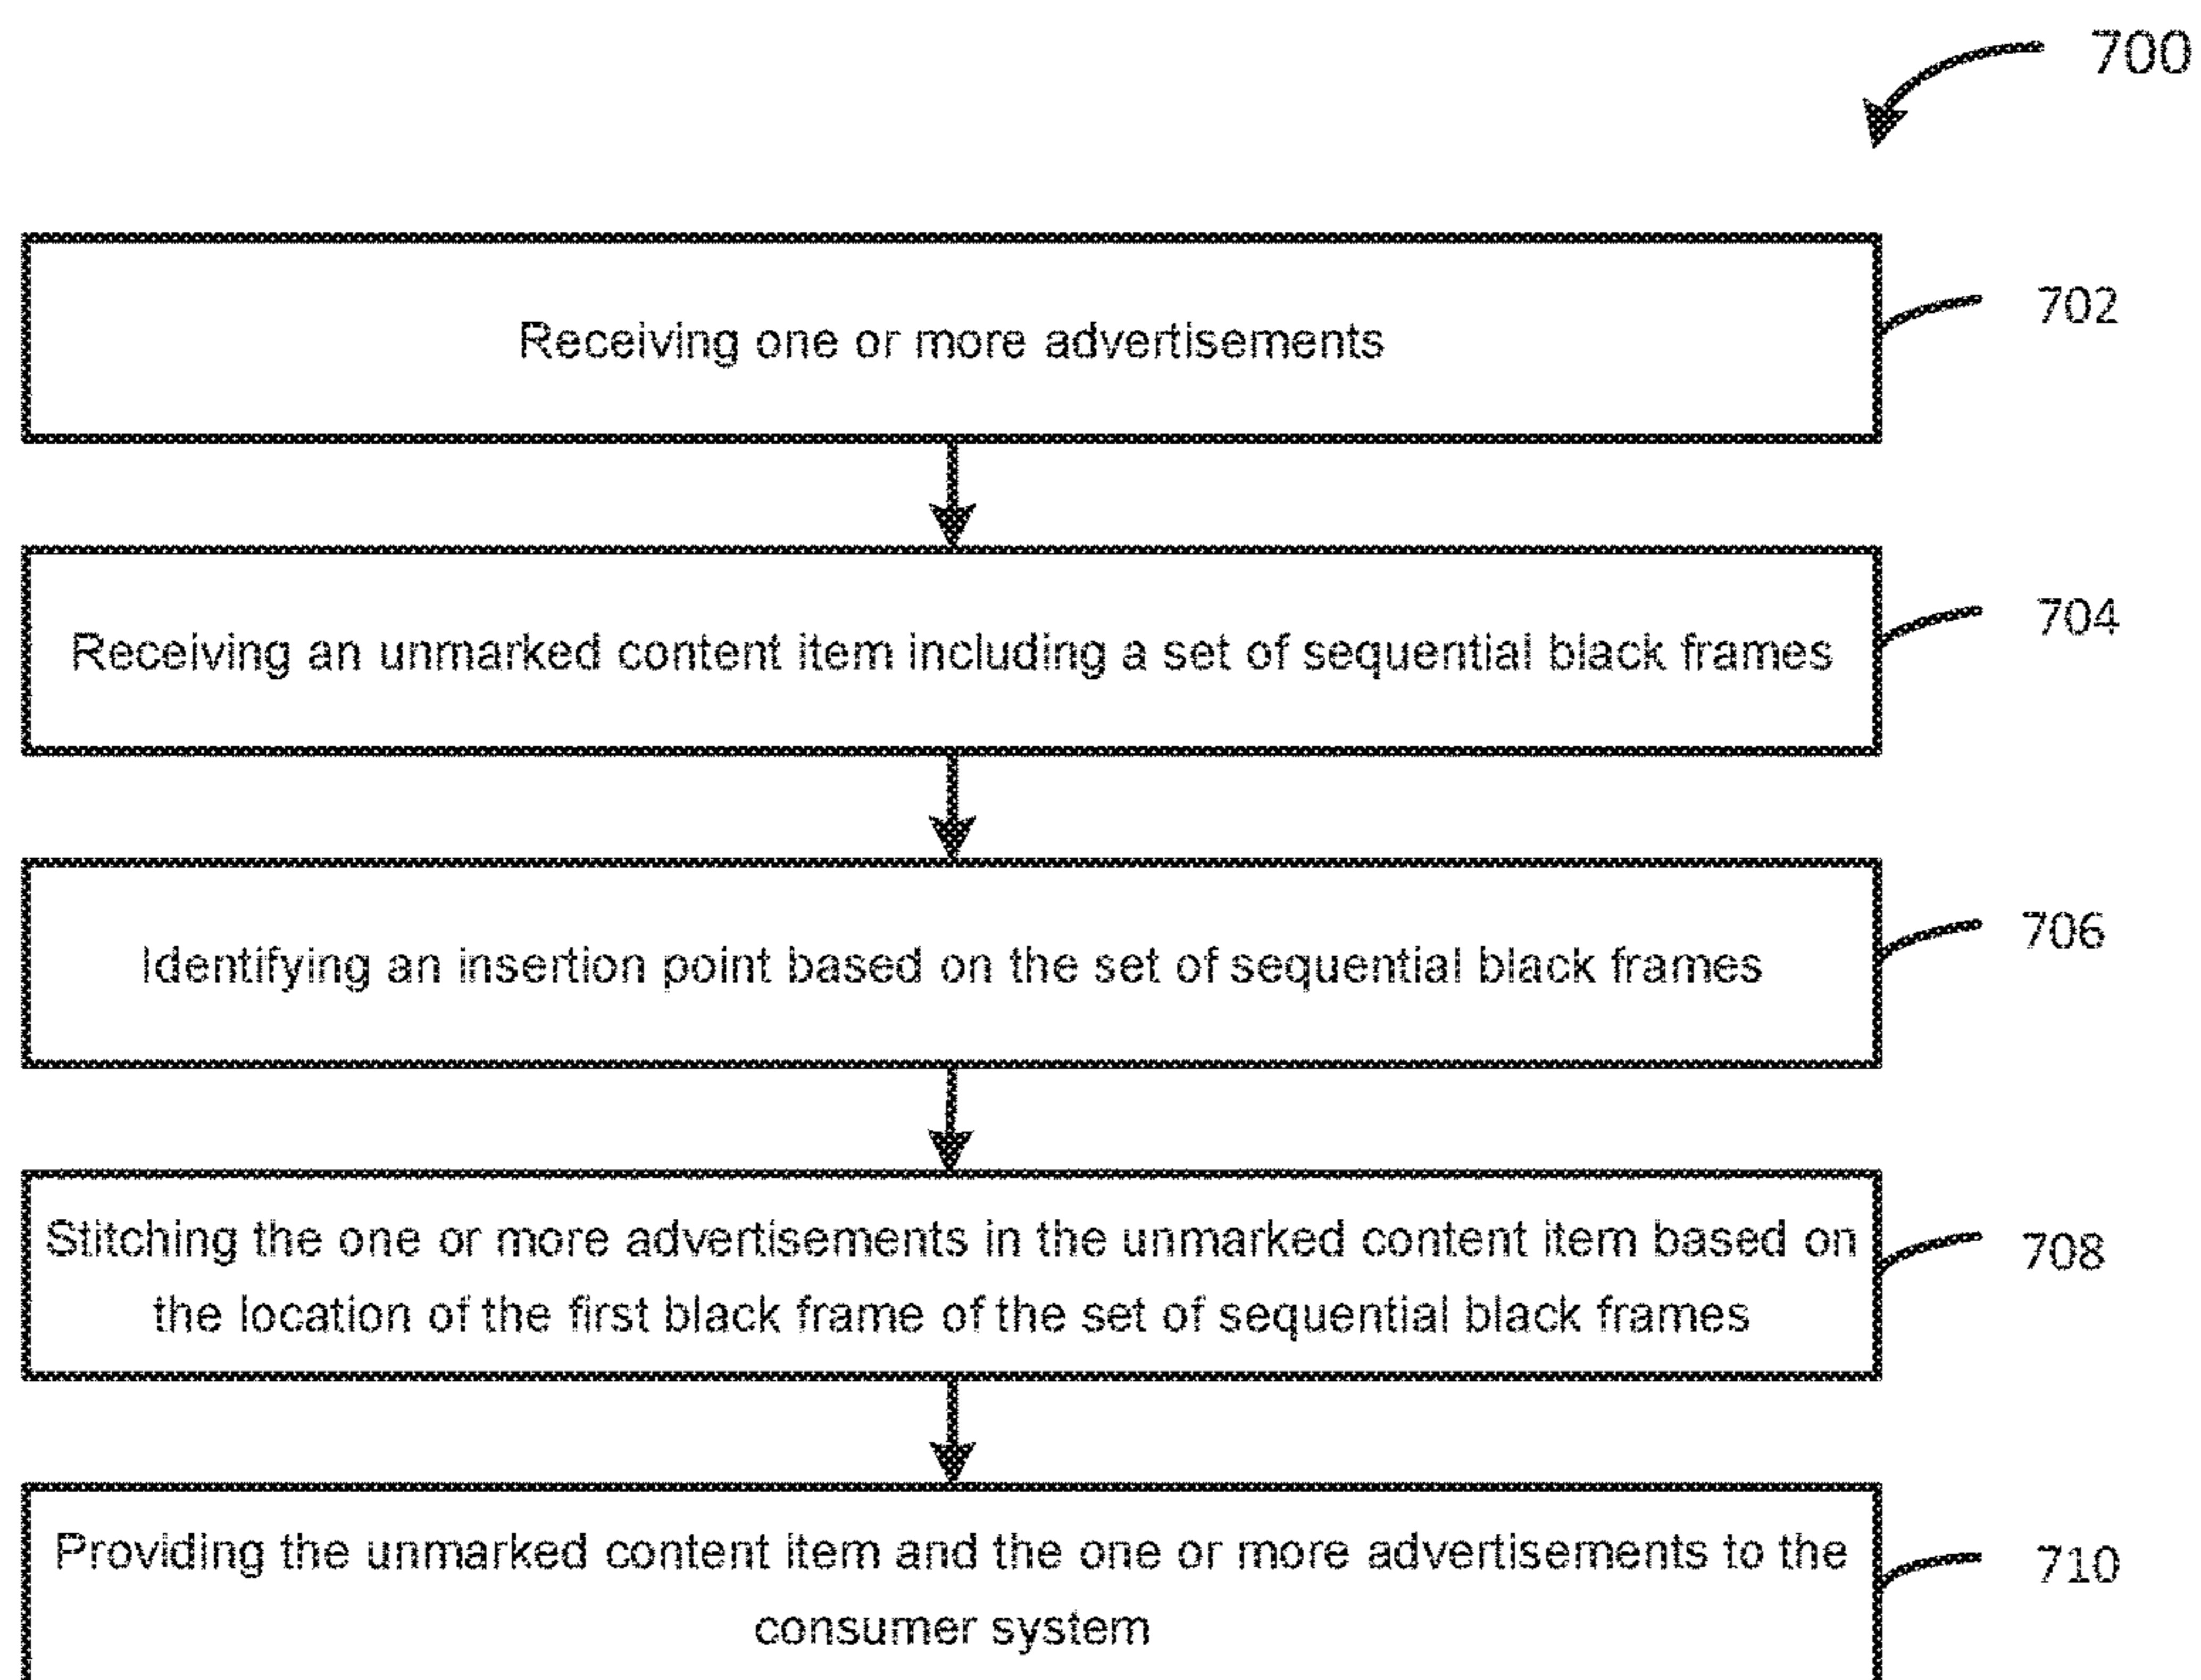 700
Receiving one or more advertisements
702
Receiving an unmarked content item including a set of sequential black frames
704
Identifying an insertion point based on the set of sequential black frames
706
Stitching the one or more advertisements in the unmarked content item based on
the location of the first black frame of the set of sequential black frames
708
Providing the unmarked content item and the one or more advertisements to the
consumer system
710